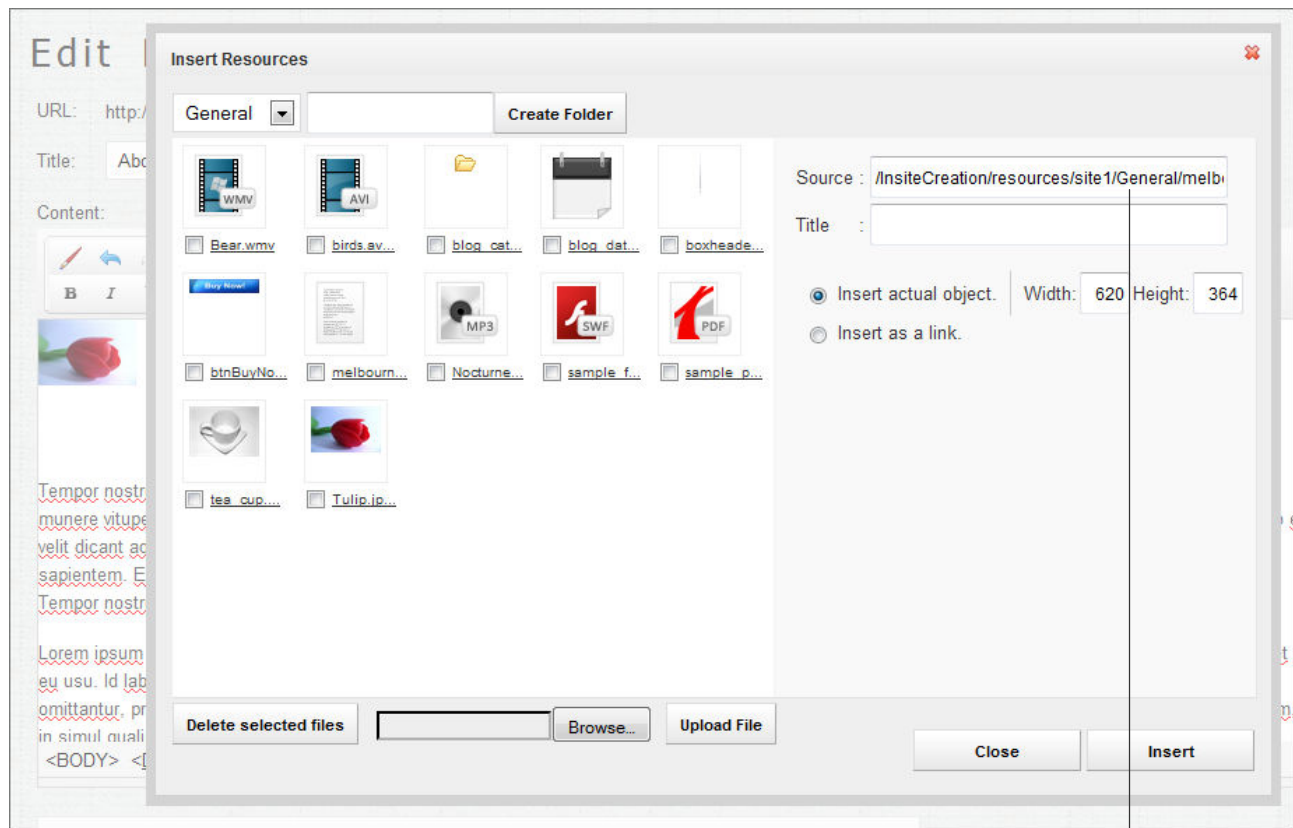 Edit
Insert Resources
URL: http:/
General Create Folder
Title: Abo
WMV AVI
Source : /InsiteCreation/resources/site1/General/melb
Content:
Title :
Bear.wmv birds.av... blog_cat... blog_dat... boxheade...
B I
Buy Now!
MP3 SWF PDF
Insert actual object. Width: 620 Height: 364
Insert as a link.
btnBuyNo... melbourn... Nocturne... sample_f... sample_p...
tea_cup.... Tulip.jp...
Tempor nostr
munere vitupe
velit dicant ad
sapientem. E
Tempor nostr
Lorem ipsum
eu usu. Id lab
omittantur, pr
Delete selected files Browse... Upload File
in simul quali
Close Insert
<BODY> <